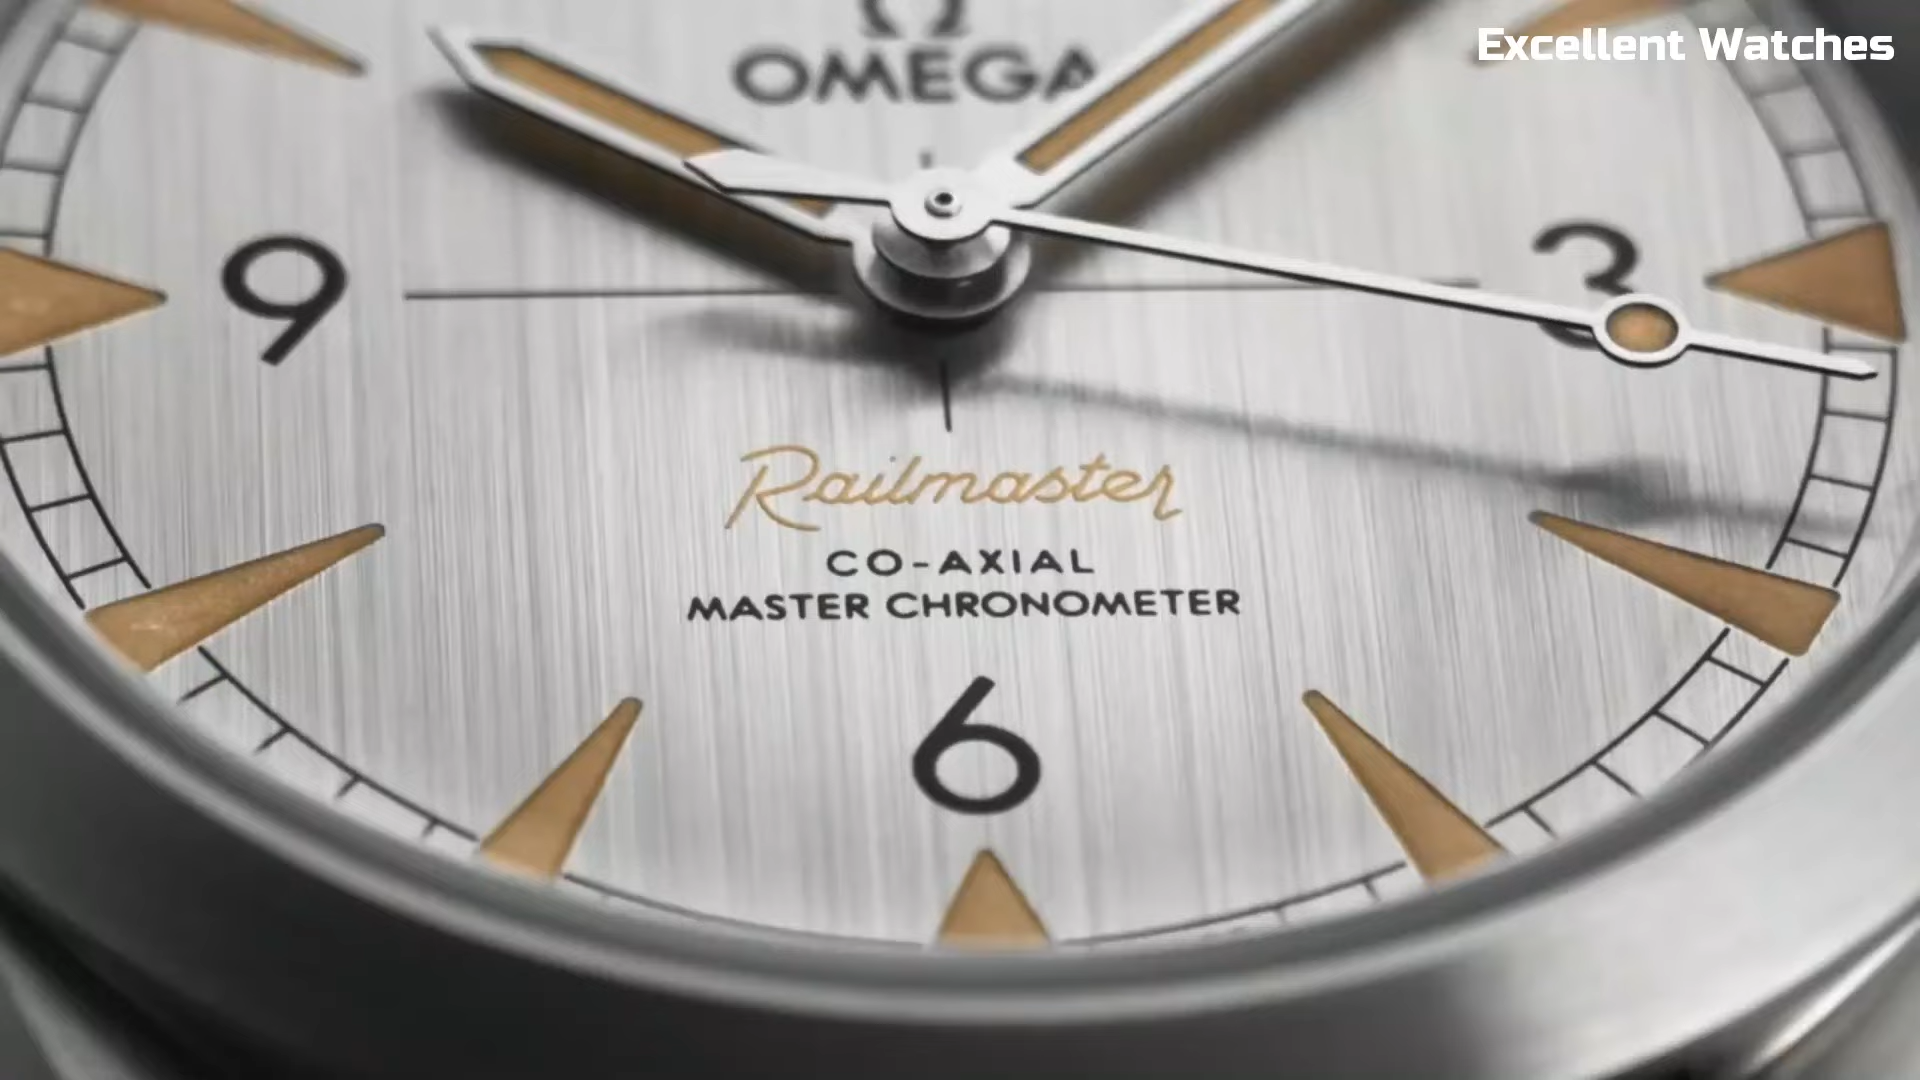 Excellent Watches
OMEGA
9
3
Railmaster
CO-AXIAL
MASTER CHRONOMETER
6